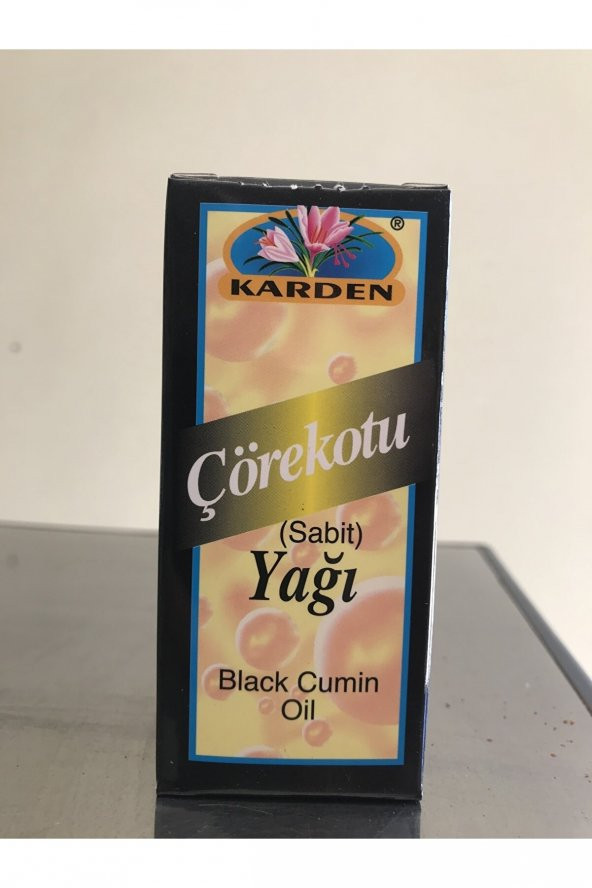 ®
KARDEN
Çörekotu
(Sabit)
Yağı
Black Cumin
Oil